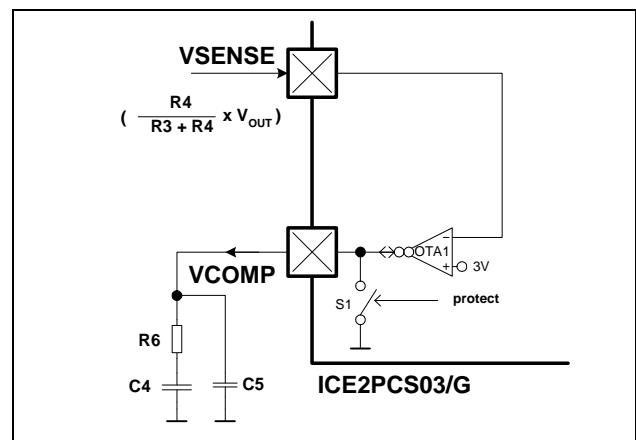 VSENSE
( R4
R3 + R4 x VOUT )
− OTA1
+ 3V
VCOMP
S1
protect
R6
C4
C5
ICE2PCS03/G